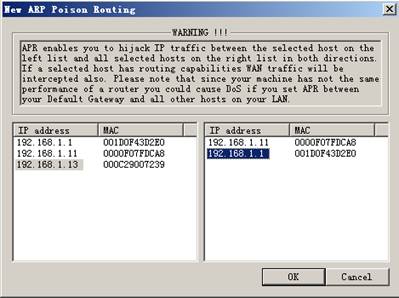 New ARP Poison Routing
WARNING !!!
APR enables you to hijack IP traffic between the selected host on the
left list and all selected hosts on the right list in both directions.
If a selected host has routing capabilities WAN traffic will be
intercepted also. Please note that since your machine has not the same
performance of a router you could cause DoS if you set APR between
your Default Gateway and all other hosts on your LAN.
IP address MAC
192.168.1.1 001D0F43D2E0
192.168.1.11 0000F07FDCA8
192.168.1.13 000C29007239
IP address MAC
192.168.1.11 0000F07FDCA8
192.168.1.1 001D0F43D2E0
OK Cancel